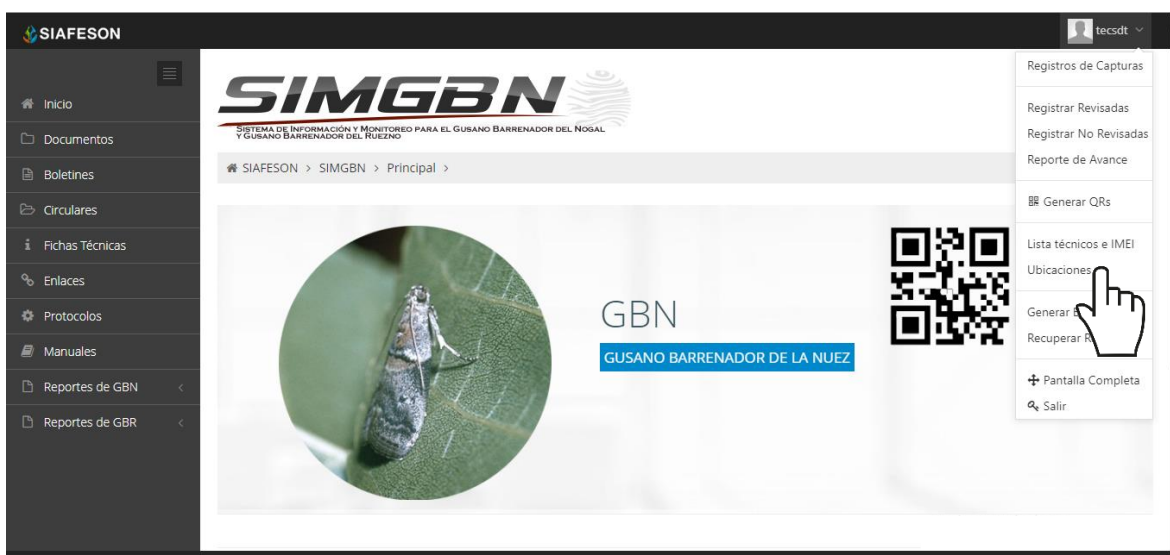 SIAFESON
tecsdt
Inicio
Documentos
Boletines
Circulares
Fichas Técnicas
Enlaces
Protocolos
Manuales
Reportes de GBN
Reportes de GBR
SIMGBN
SISTEMA DE INFORMACIÓN Y MONITOREO PARA EL GUSANO BARRENADOR DEL NOGAL
Y GUSANO BARRENADOR DEL RUEZNO
SIAFESON > SIMGBN > Principal >
GBN
GUSANO BARRENADOR DE LA NUEZ
Registros de Capturas
Registrar Revisadas
Registrar No Revisadas
Reporte de Avance
Generar QRs
Lista técnicos e IMEI
Ubicaciones
Generar
Recuperar
Pantalla Completa
Salir